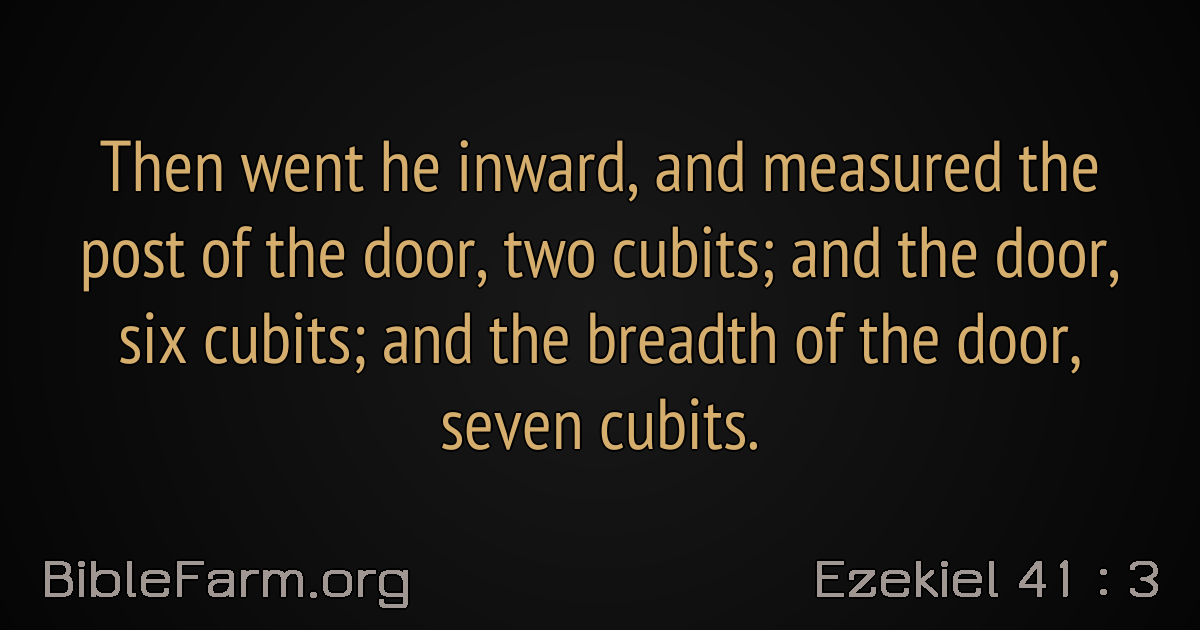 Then went he inward, and measured the
post of the door, two cubits; and the door,
six cubits; and the breadth of the door,
seven cubits.
BibleFarm.org
Ezekiel 41 : 3